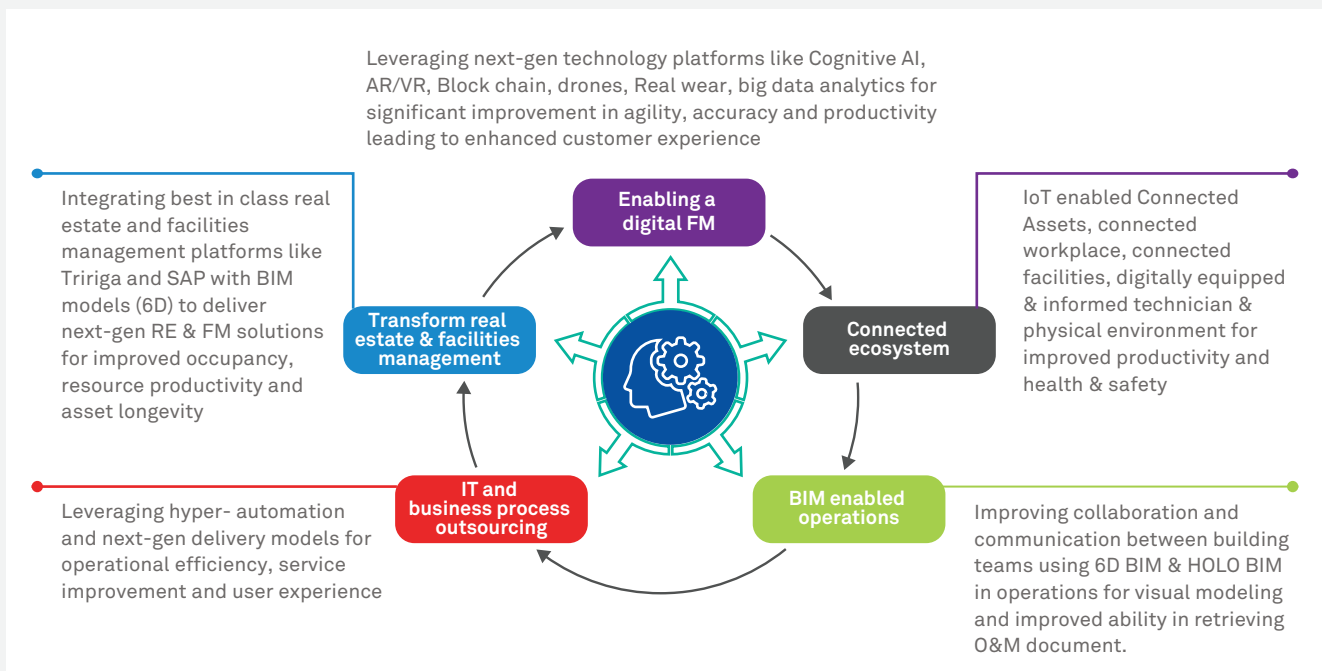 Leveraging next-gen technology platforms like Cognitive AI,
AR/VR, Block chain, drones, Real wear, big data analytics for
significant improvement in agility, accuracy and productivity
leading to enhanced customer experience
Integrating best in class real
estate and facilities
management platforms like
Tririga and SAP with BIM
models (6D) to deliver
next-gen RE & FM solutions
for improved occupancy,
resource productivity and
asset longevity
Enabling a
digital FM
IoT enabled Connected
Assets, connected
workplace, connected
facilities, digitally equipped
& informed technician &
physical environment for
improved productivity and
health & safety
Transform real
estate & facilities
management
Connected
ecosystem
IT and
business process
outsourcing
BIM enabled
operations
Leveraging hyper- automation
and next-gen delivery models for
operational efficiency, service
improvement and user experience
Improving collaboration and
communication between building
teams using 6D BIM & HOLO BIM
in operations for visual modeling
and improved ability in retrieving
O&M document.